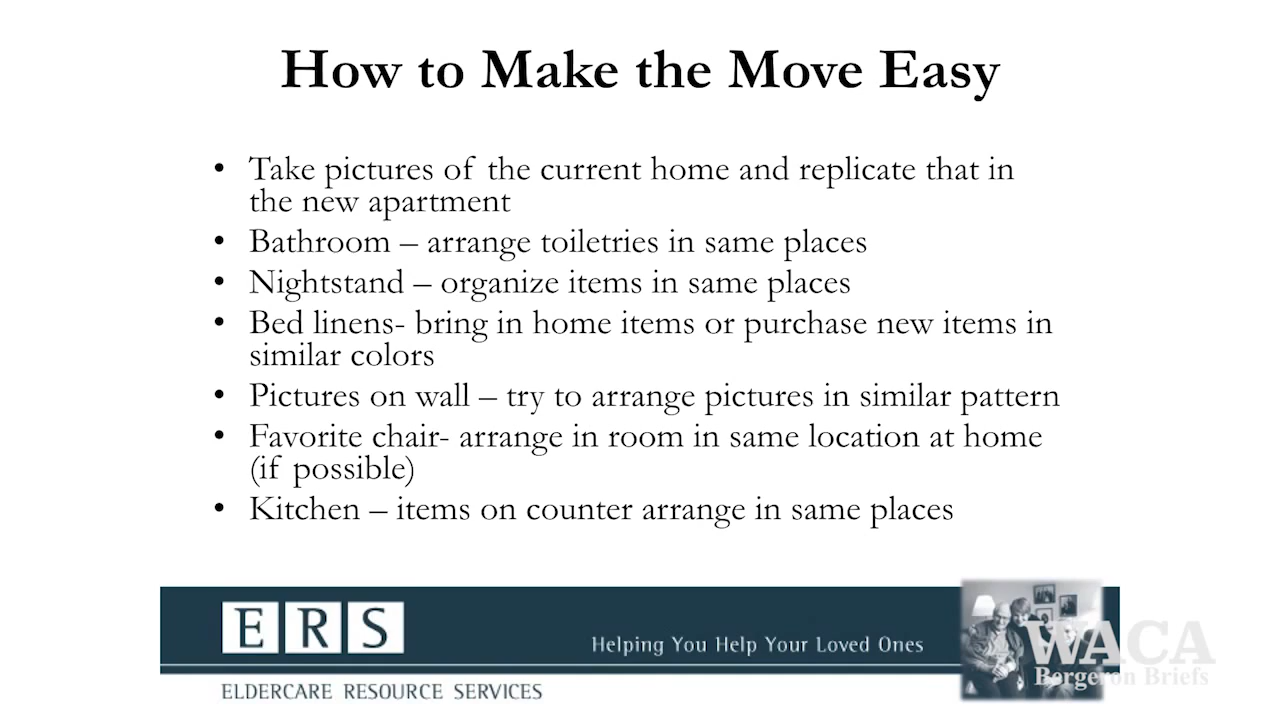 How to Make the Move Easy
• Take pictures of the current home and replicate that in
the new apartment
• Bathroom – arrange toiletries in same places
• Nightstand – organize items in same places
• Bed linens- bring in home items or purchase new items in
similar colors
• Pictures on wall – try to arrange pictures in similar pattern
• Favorite chair- arrange in room in same location at home
(if possible)
• Kitchen – items on counter arrange in same places
ERS
Helping You Help Your Loved Ones
ELDERCARE RESOURCE SERVICES
WACA
Bergeron Briefs